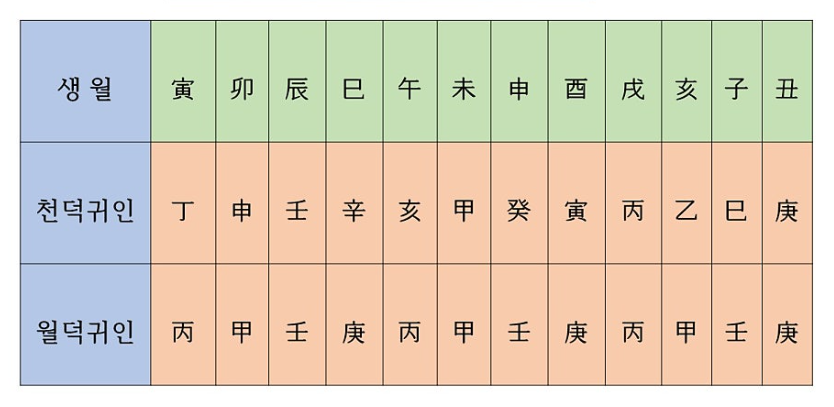 생월 寅 卯 辰 巳 午 未 申 酉 戌 亥 子 丑
천덕귀인 丁 申 壬 辛 亥 甲 癸 寅 丙 乙 巳 庚
월덕귀인 丙 甲 壬 庚 丙 甲 壬 庚 丙 甲 壬 庚